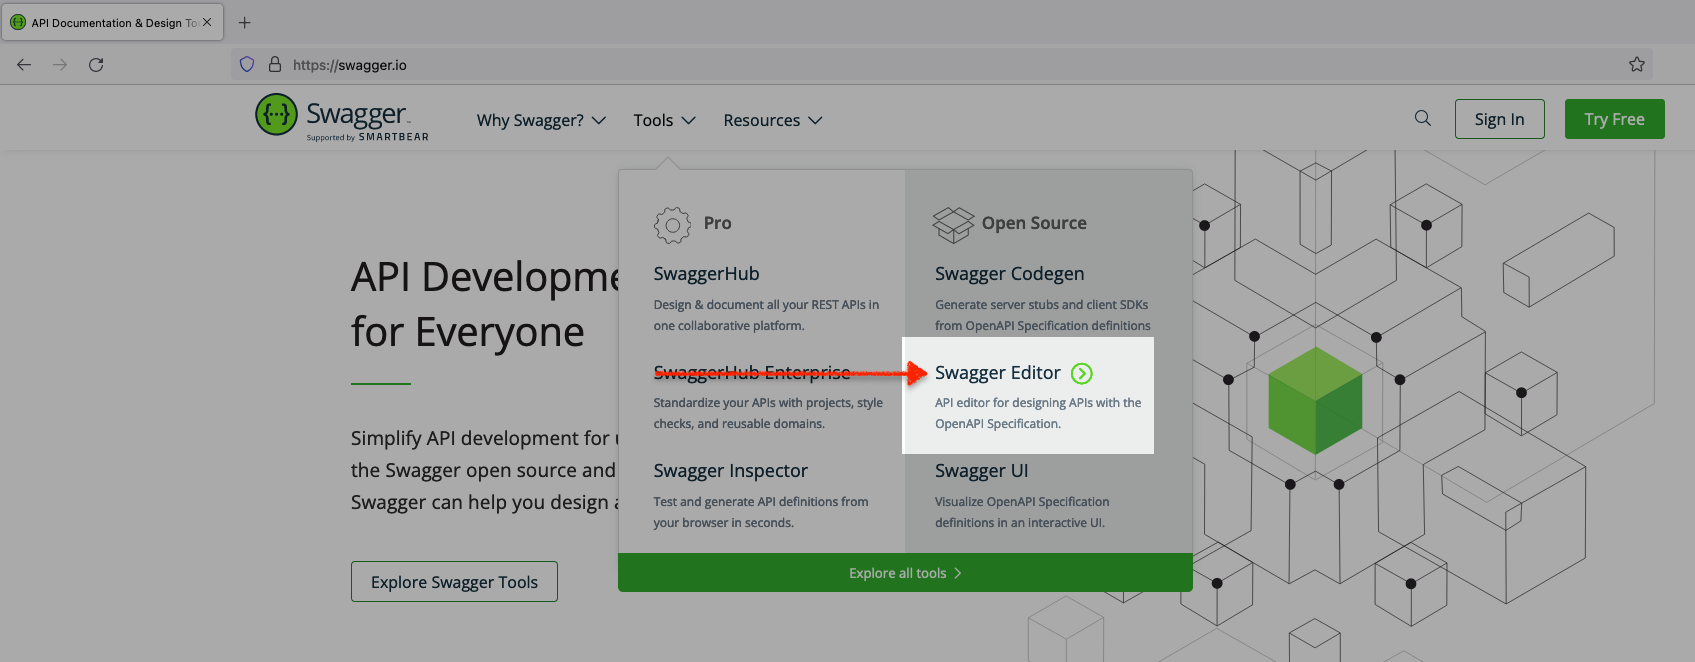 API Documentation & Design To
https://swagger.io
Swagger
Supported by SMARTBEAR
Why Swagger?
Tools
Resources
Sign In
Try Free
API Developme
for Everyone
Simplify API development for
the Swagger open source and
Swagger can help you design
Explore Swagger Tools
Pro
SwaggerHub
Design & document all your REST APIs in
one collaborative platform.
SwaggerHub Enterprise
Standardize your APIs with projects, style
checks, and reusable domains.
Swagger Inspector
Test and generate API definitions from
your browser in seconds.
Open Source
Swagger Codegen
Generate server stubs and client SDKs
from OpenAPI Specification definitions
Swagger Editor
API editor for designing APIs with the
OpenAPI Specification.
Swagger UI
Visualize OpenAPI Specification
definitions in an interactive UI.
Explore all tools